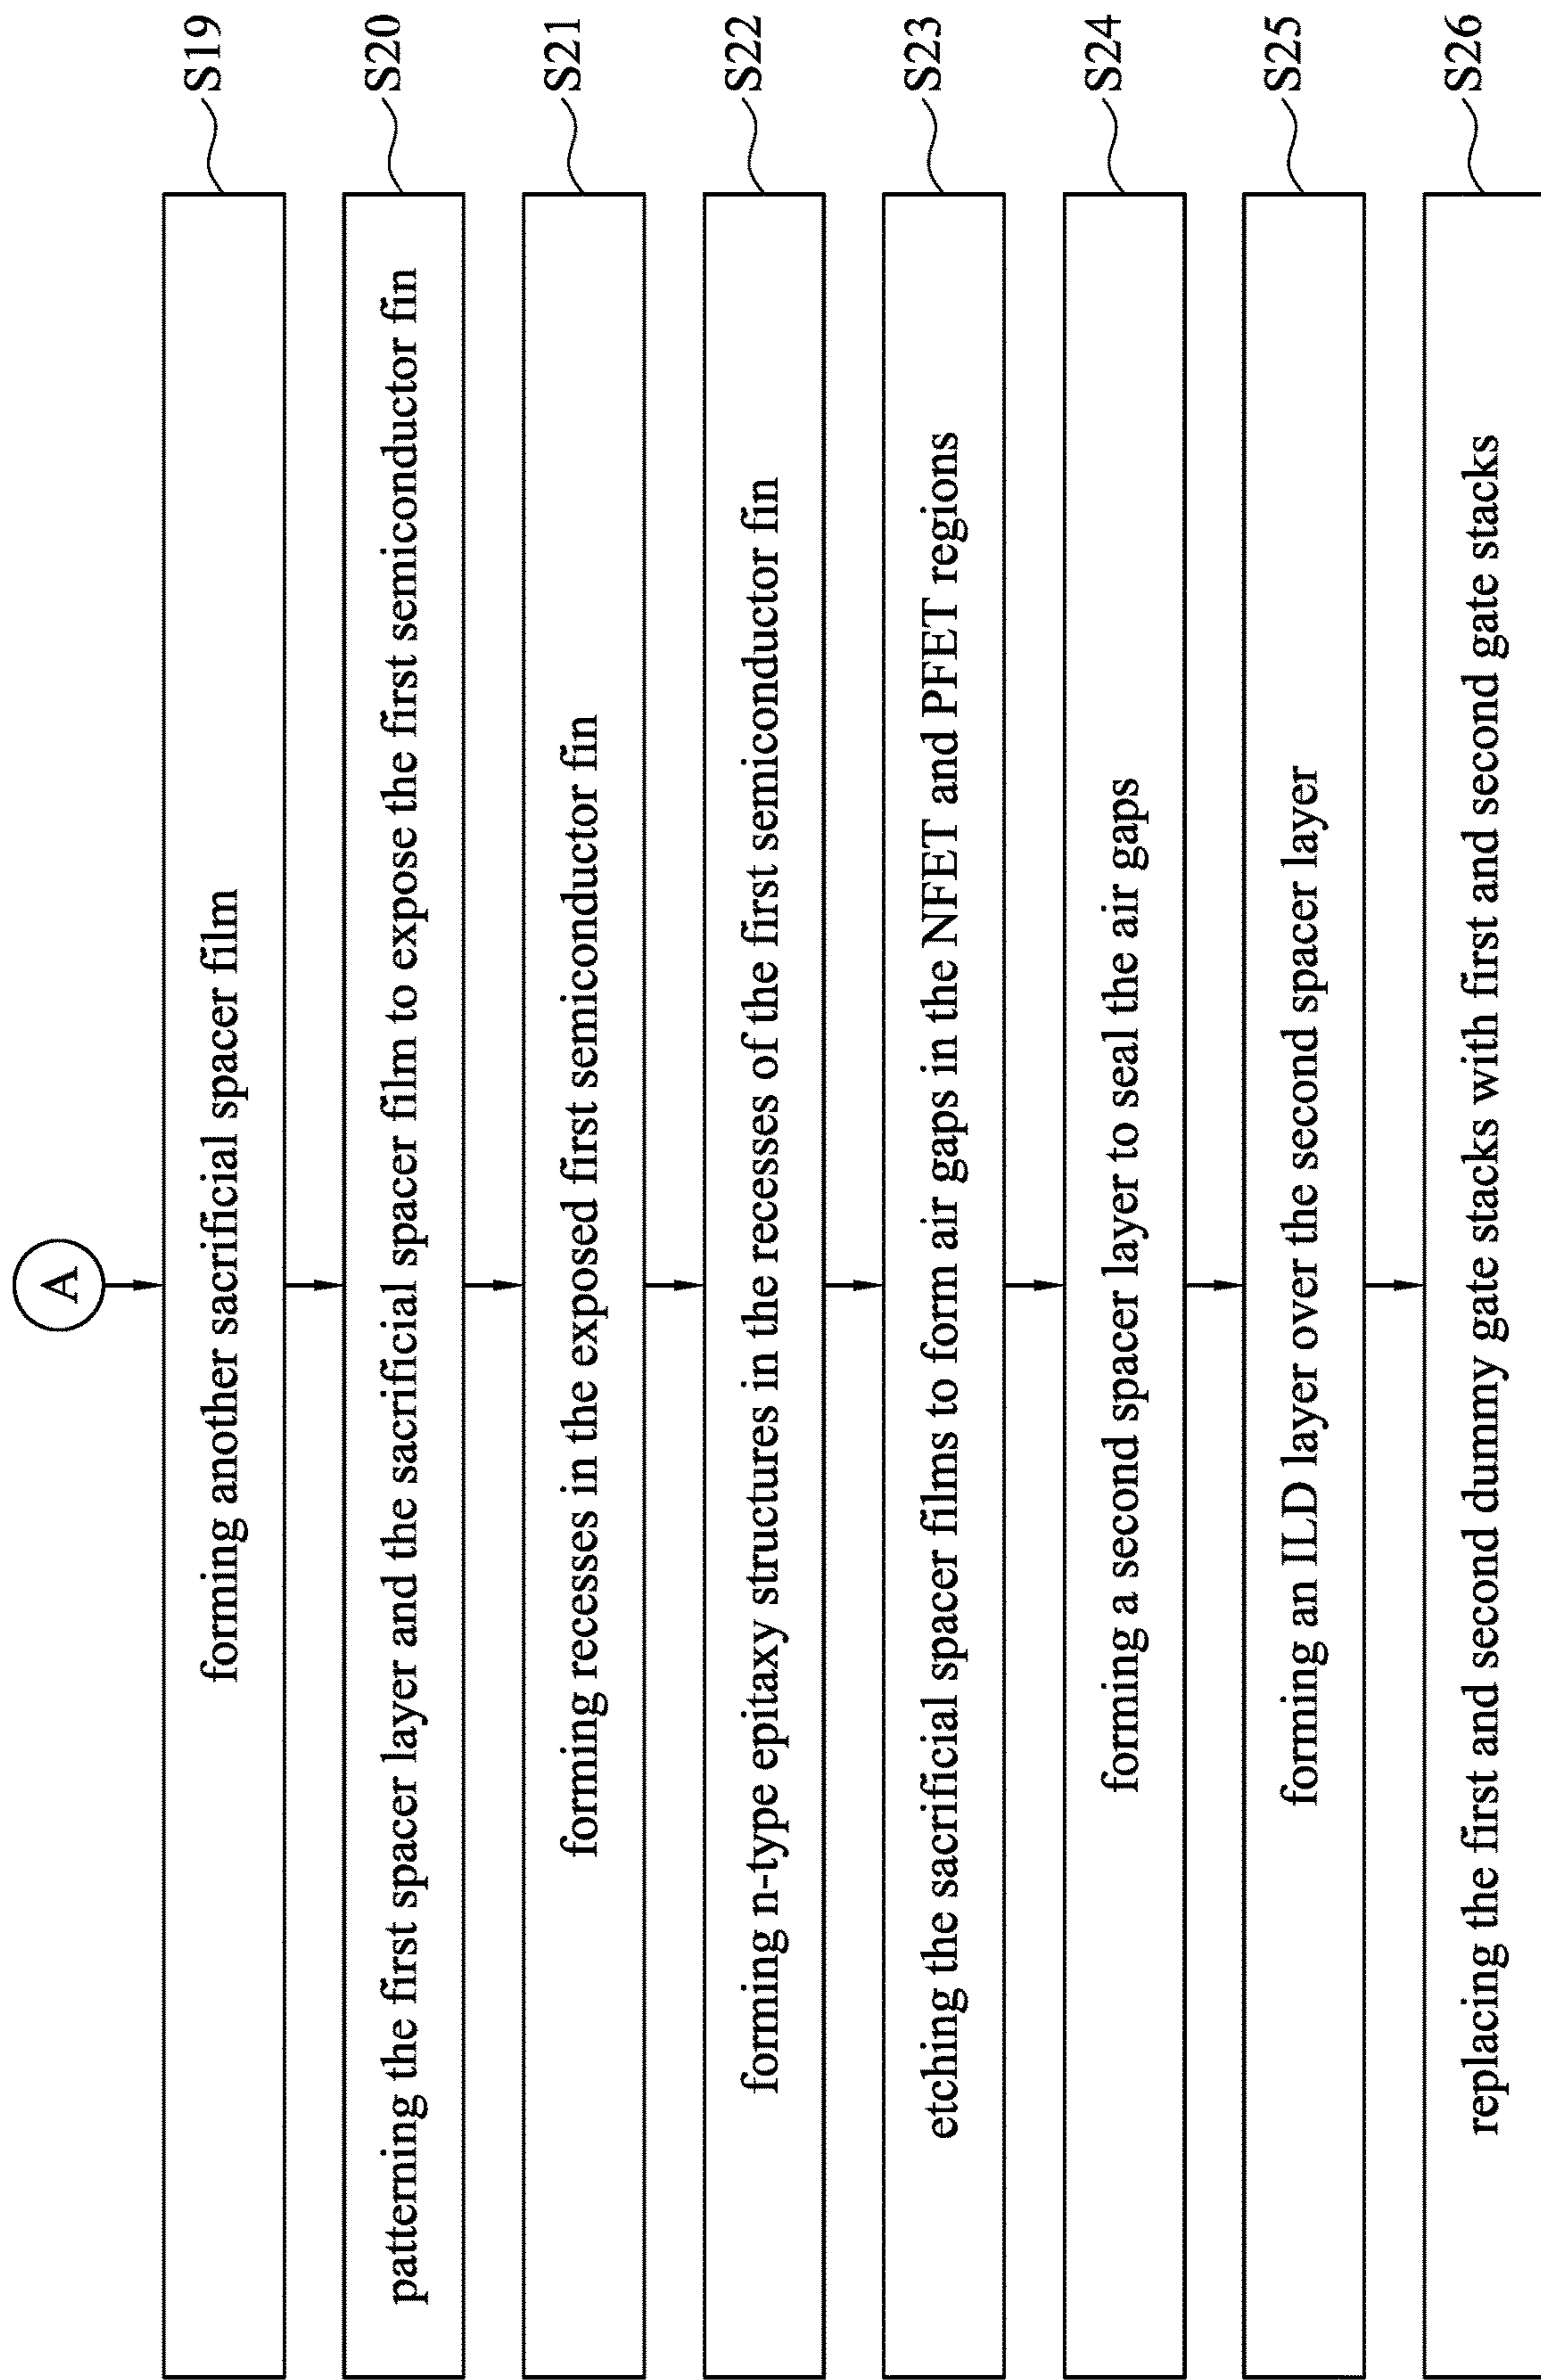 A
forming another sacrificial spacer film
S19
patterning the first spacer layer and the sacrificial spacer film to expose the first semiconductor fin
S20
forming recesses in the exposed first semiconductor fin
S21
forming n-type epitaxy structures in the recesses of the first semiconductor fin
S22
etching the sacrificial spacer films to form air gaps in the NFET and PFET regions
S23
forming a second spacer layer to seal the air gaps
S24
forming an ILD layer over the second spacer layer
S25
replacing the first and second dummy gate stacks with first and second gate stacks
S26